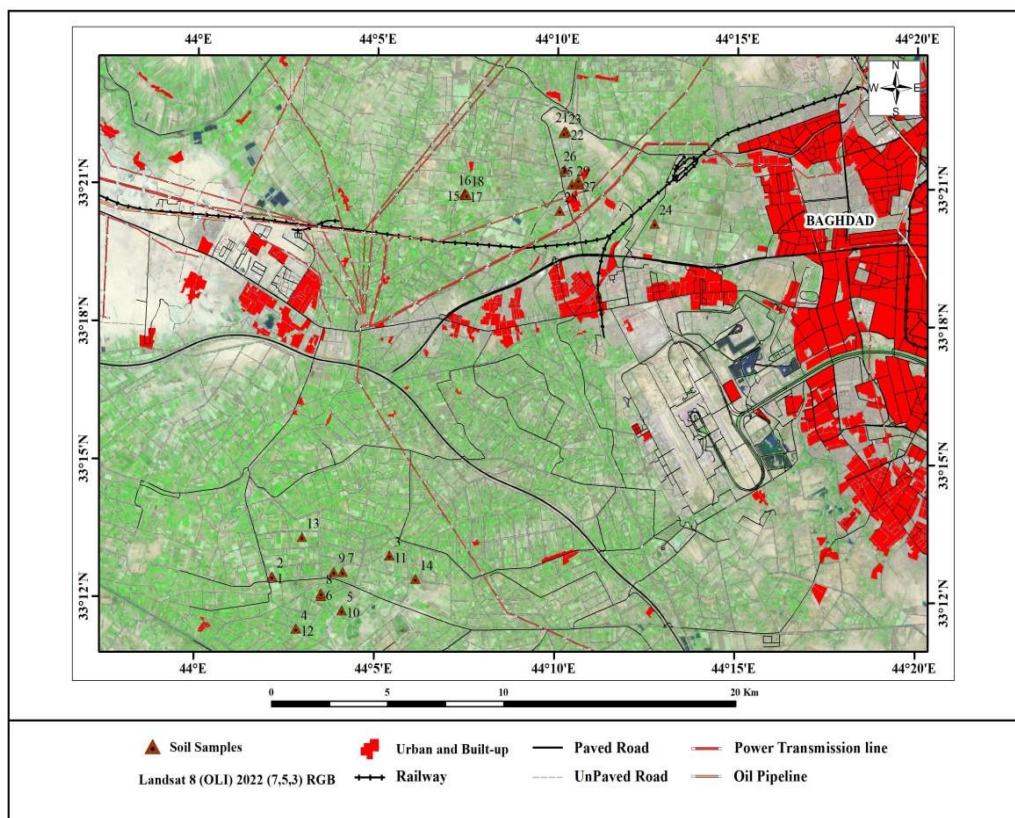 44°0'E 44°5'E 44°10'E 44°15'E 44°20'E
N
W E
S
33°21'N 33°21'N
33°18'N 33°18'N
33°15'N 33°15'N
33°12'N 33°12'N
21 23
22
26
16 18
15 17
27
24
BAGHDAD
13
3
11
9 7
14
2
1
8
6
5
10
4
12
44°0'E 44°5'E 44°10'E 44°15'E 44°20'E
0 5 10 20 Km
Soil Samples Urban and Built-up Paved Road Power Transmission line
Landsat 8 (OLI) 2022 (7,5,3) RGB Railway UnPaved Road Oil Pipeline